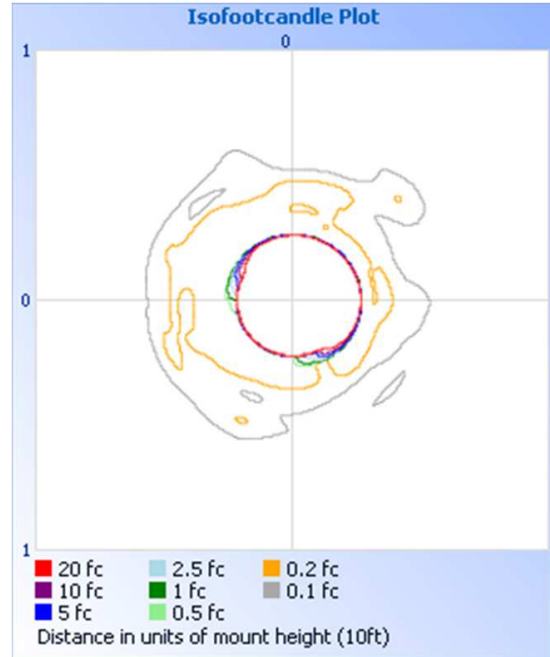 Isofootcandle Plot
0
1
0
1
20 fc 2.5 fc 0.2 fc
10 fc 1 fc 0.1 fc
5 fc 0.5 fc
Distance in units of mount height (10ft)